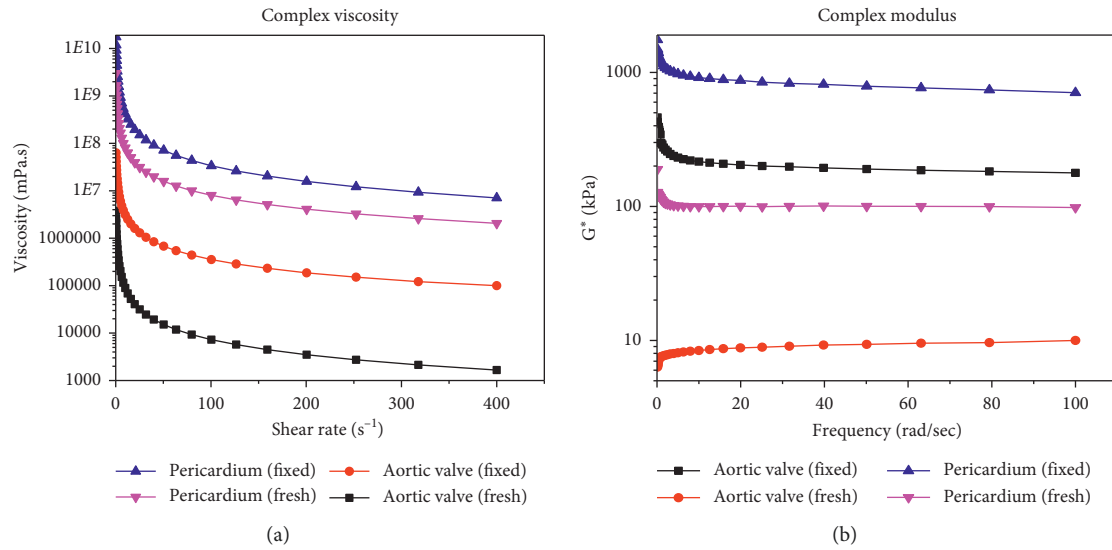 Complex viscosity
1E10
1E9
1E8
1E7
1000000
100000
10000
1000
Viscosity (mPa.s)
0
100
200
300
400
Shear rate (s⁻¹)
Pericardium (fixed)
Aortic valve (fixed)
Pericardium (fresh)
Aortic valve (fresh)
(a)
Complex modulus
1000
100
10
G* (kPa)
0
20
40
60
80
100
Frequency (rad/sec)
Aortic valve (fixed)
Pericardium (fixed)
Aortic valve (fresh)
Pericardium (fresh)
(b)